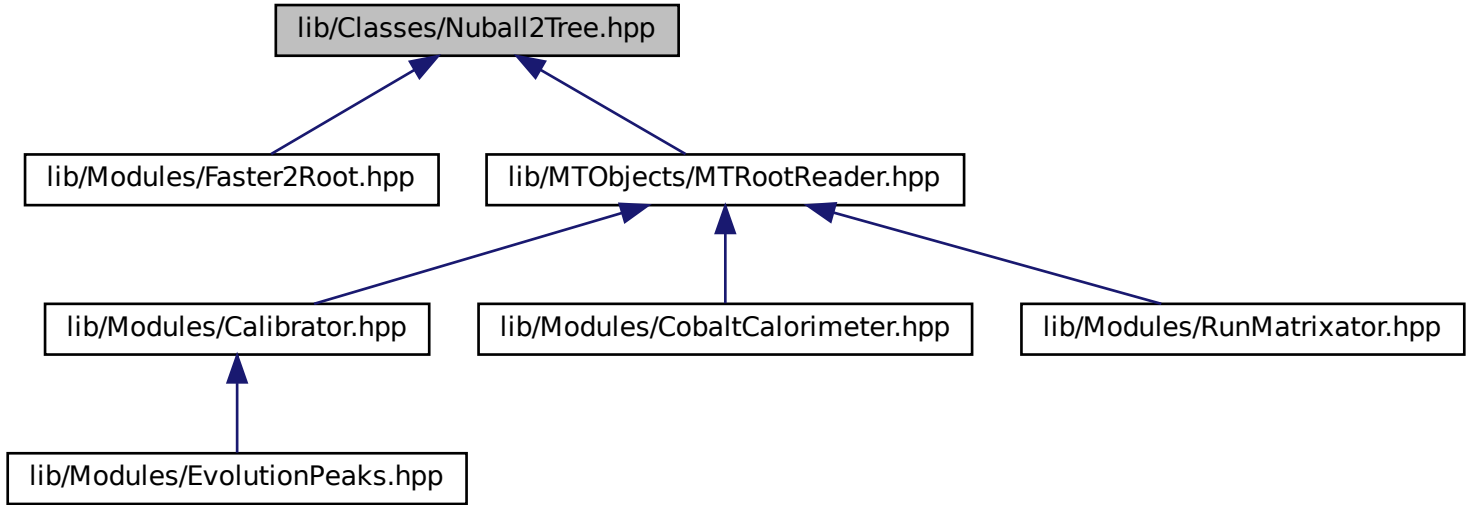 lib/Classes/Nuball2Tree.hpp
lib/Modules/Faster2Root.hpp
lib/MTObjects/MTRootReader.hpp
lib/Modules/Calibrator.hpp
lib/Modules/CobaltCalorimeter.hpp
lib/Modules/RunMatrixator.hpp
lib/Modules/EvolutionPeaks.hpp